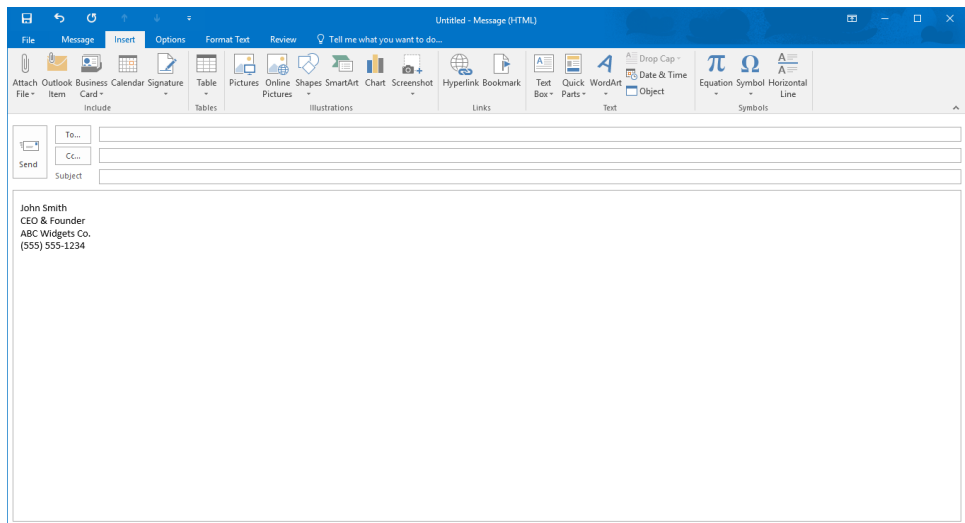 Untitled - Message (HTML)
File Message Insert Options Format Text Review Tell me what you want to do...
Attach File Outlook Item Business Card Calendar Signature Table Pictures Online Pictures Shapes SmartArt Chart Screenshot Hyperlink Bookmark Text Box Quick Parts WordArt Drop Cap Date & Time Object Equation Symbol Horizontal Line
Include Tables Illustrations Links Text Symbols
To...
Cc...
Send
Subject
John Smith
CEO & Founder
ABC Widgets Co.
(555) 555-1234